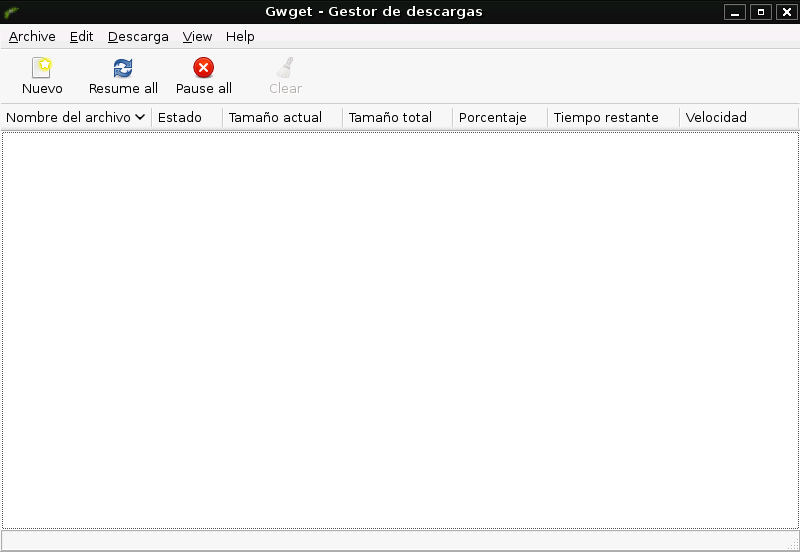 Gwget - Gestor de descargas
Archive Edit Descarga View Help
Nuevo Resume all Pause all Clear
Nombre del archivo Estado Tamaño actual Tamaño total Porcentaje Tiempo restante Velocidad